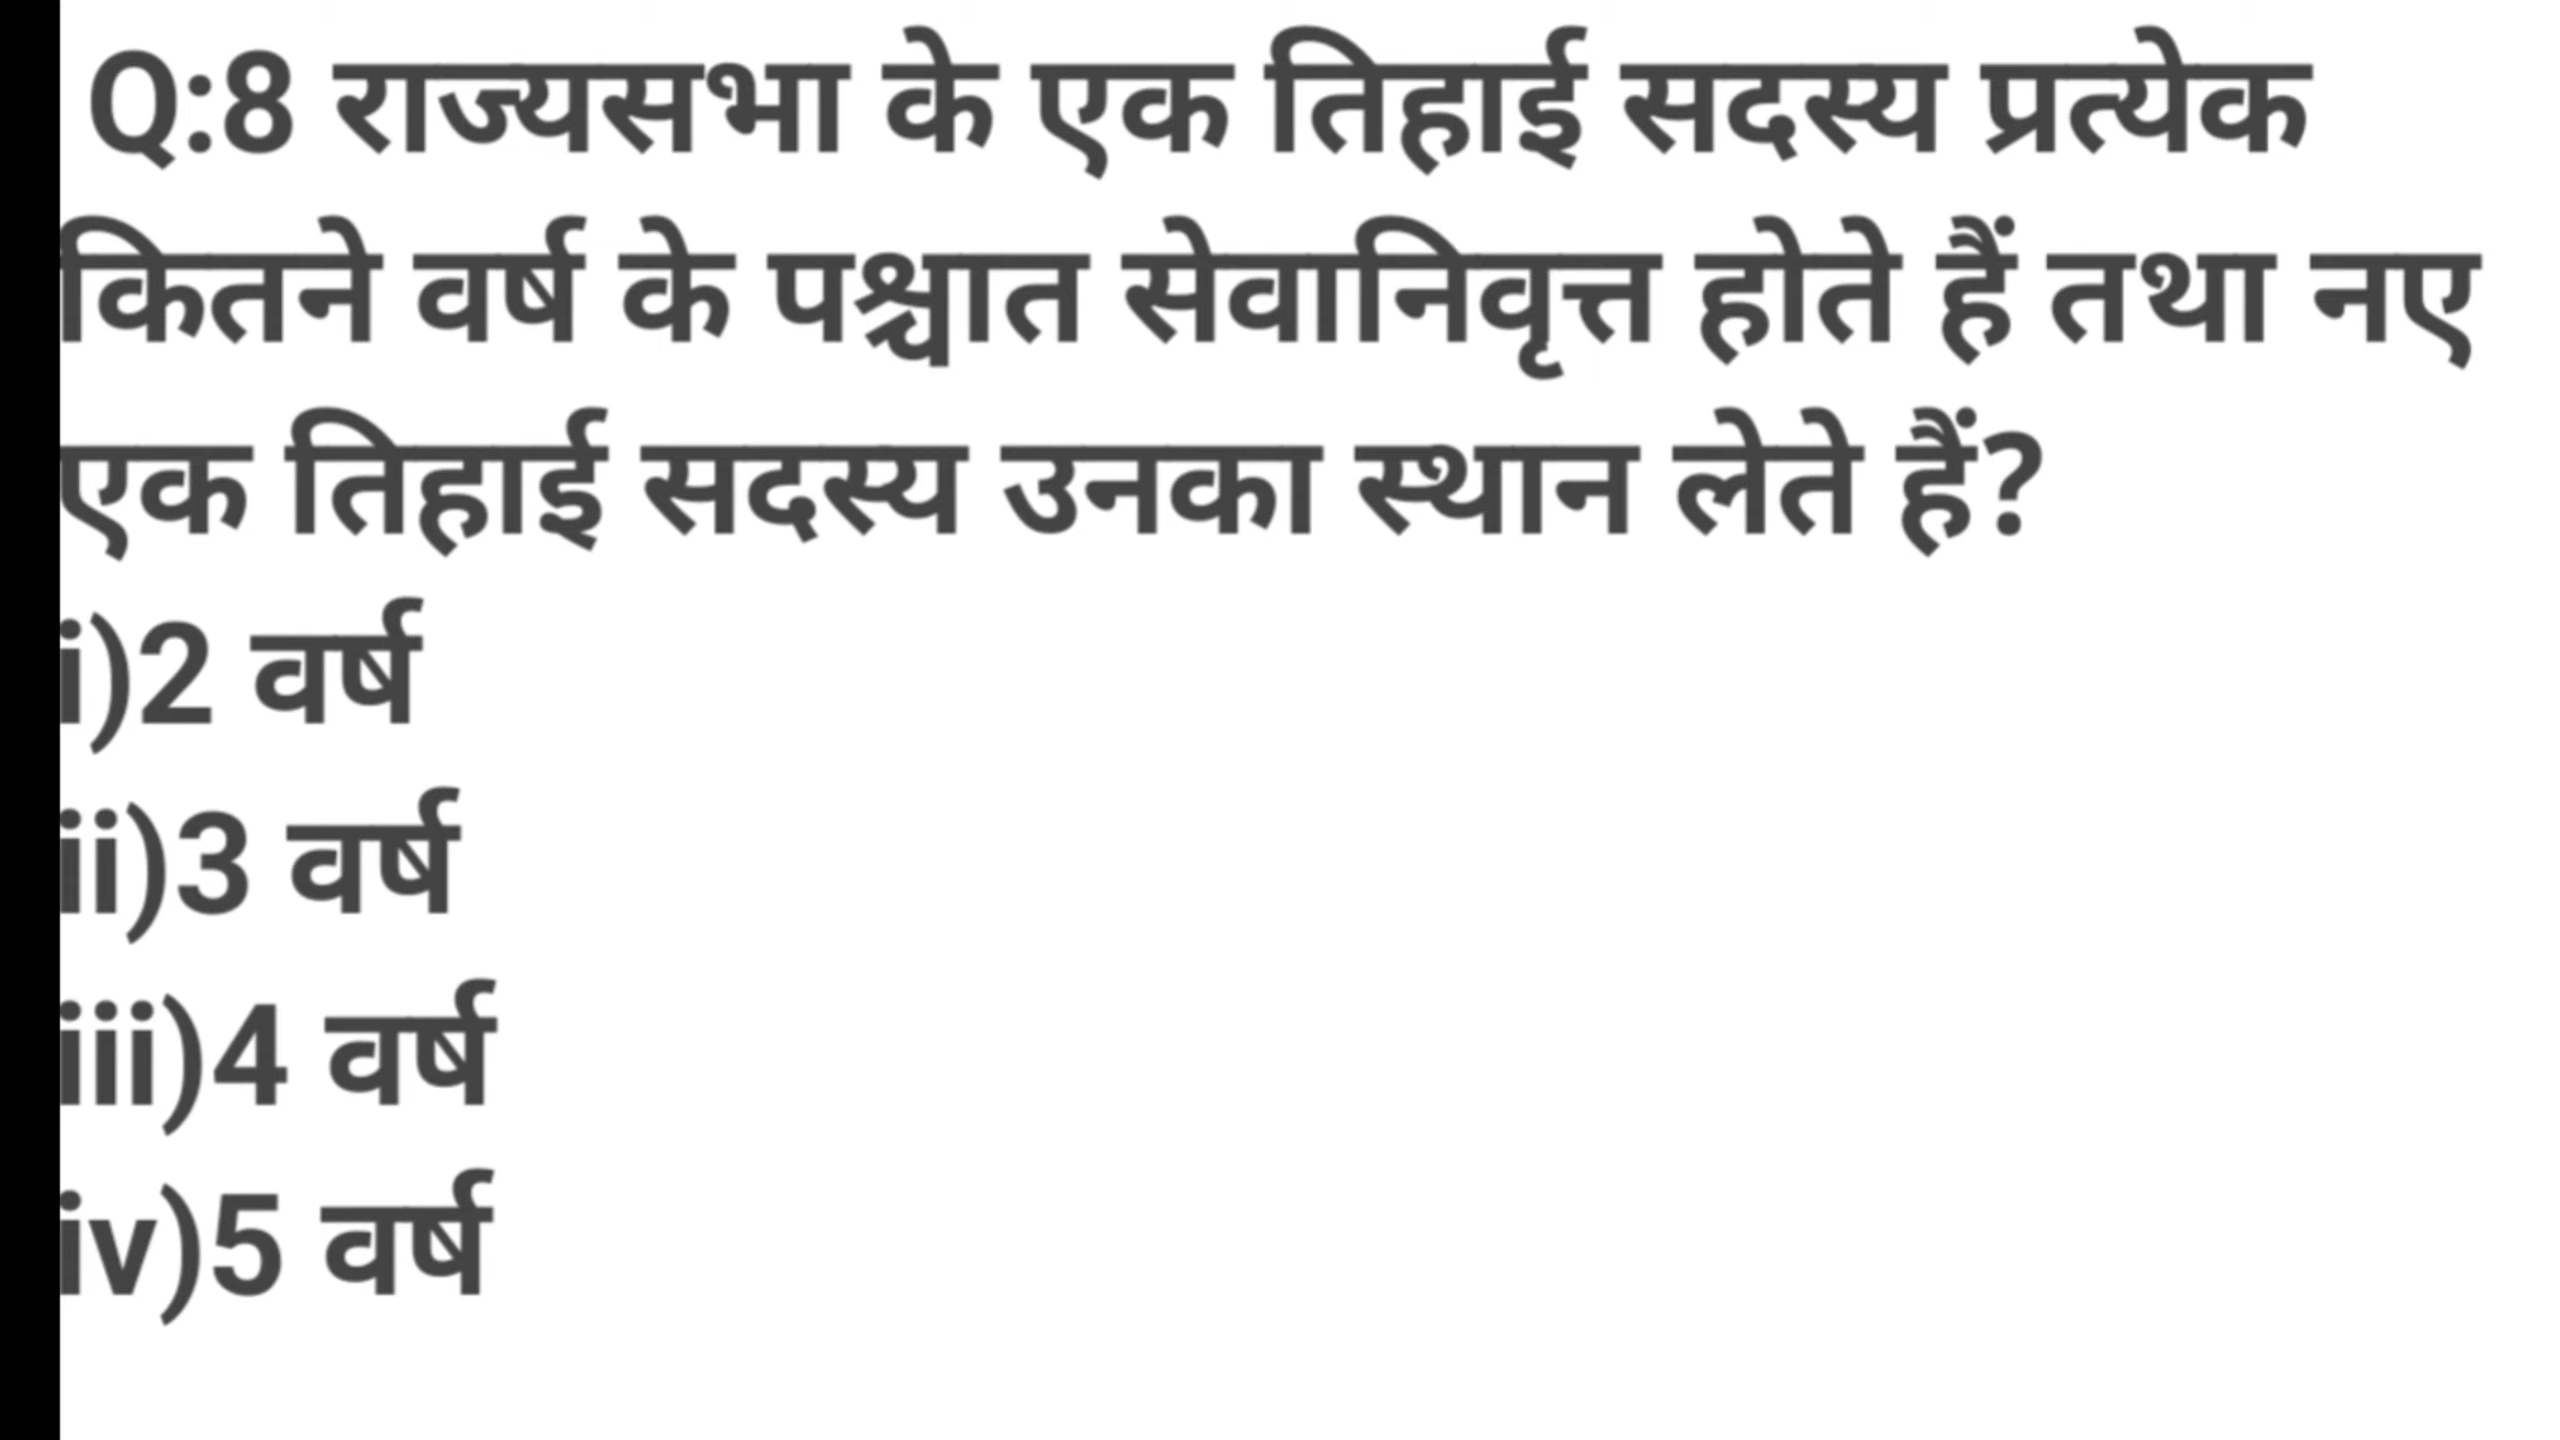 Q:8 राज्यसभा के एक तिहाई सदस्य प्रत्येक
कितने वर्ष के पश्चात सेवानिवृत्त होते हैं तथा नए
एक तिहाई सदस्य उनका स्थान लेते हैं?
i)2 वर्ष
ii)3 वर्ष
iii)4 वर्ष
iv)5 वर्ष